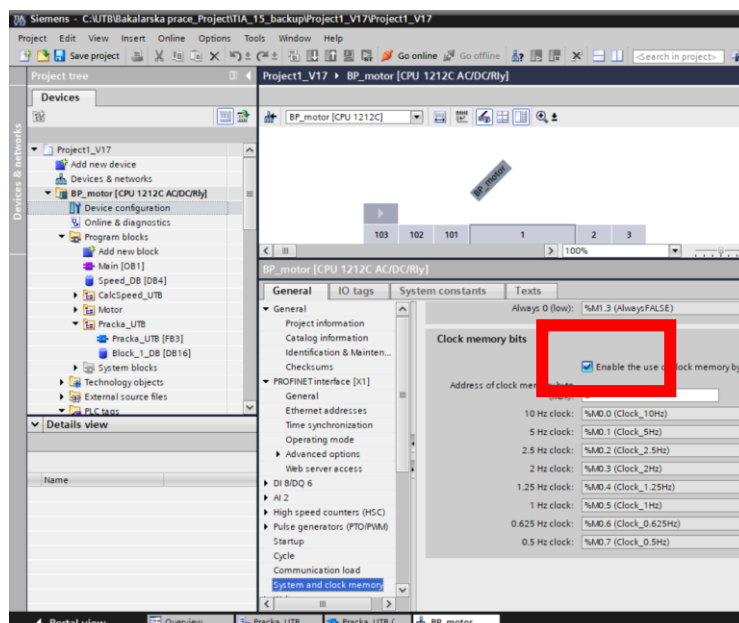 Siemens - C:\UTB\Bakalarska prace_Project\TIA_15_backup\Project1_V17\Project1_V17
Project Edit View Insert Online Options Tools Window Help
Save project Go online Go offline <Search in project>
Project tree
Devices
Devices & networks
Project1_V17
Add new device
Devices & networks
BP_motor [CPU 1212C AC/DC/Rly]
Device configuration
Online & diagnostics
Program blocks
Add new block
Main [OB1]
Speed_DB [DB4]
CalcSpeed_UTB
Motor
Pracka_UTB
Pracka_UTB [FB3]
Block_1_DB [DB16]
System blocks
Technology objects
External source files
PLC tags
Details view
Name
Project1_V17 BP_motor [CPU 1212C AC/DC/Rly]
BP_motor [CPU 1212C]
BP_motor
103 102 101 1 2 3
100%
BP_motor [CPU 1212C AC/DC/Rly]
General IO tags System constants Texts
General
Project information
Catalog information
Identification & Mainten...
Checksums
PROFINET interface [X1]
General
Ethernet addresses
Time synchronization
Operating mode
Advanced options
Web server access
DI 8/DQ 6
AI 2
High speed counters (HSC)
Pulse generators (PTO/PWM)
Startup
Cycle
Communication load
System and clock memory
Always 0 (low): %M1.3 (AlwaysFALSE)
Clock memory bits
Enable the use of clock memory by
Address of clock memory byte
10 Hz clock: %M0.0 (Clock_10Hz)
5 Hz clock: %M0.1 (Clock_5Hz)
2.5 Hz clock: %M0.2 (Clock_2.5Hz)
2 Hz clock: %M0.3 (Clock_2Hz)
1.25 Hz clock: %M0.4 (Clock_1.25Hz)
1 Hz clock: %M0.5 (Clock_1Hz)
0.625 Hz clock: %M0.6 (Clock_0.625Hz)
0.5 Hz clock: %M0.7 (Clock_0.5Hz)
Portal view Overview Pracka_UTB Pracka_UTB ( BP_motor